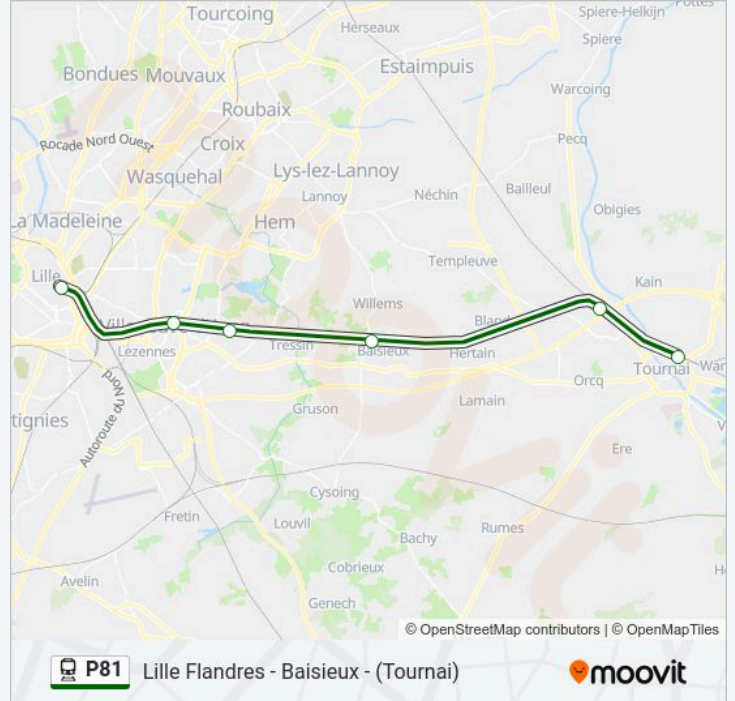 Tourcoing
Herseaux
Spiere-Helkijn
Spiere
Bondues
Mouvaux
Estaimpuis
Warcoing
Roubaix
Rocade Nord Ouest
Croix
Pecq
Wasquehal
Lys-lez-Lannoy
Lannoy
Néchin
Bailleul
Obigies
La Madeleine
Hem
Templeuve
Kain
Lille
Willems
Bland
Lezennes
Tressin
Baisieux
Hertain
Tournai
Orcq
Autoroute du Nord
Gruson
Lamain
tignies
Ere
Cysoing
Fretin
Louvil
Bachy
Rumes
Avelin
Cobrieux
Genech
© OpenStreetMap contributors | © OpenMapTiles
P81 Lille Flandres - Baisieux - (Tournai) moovit